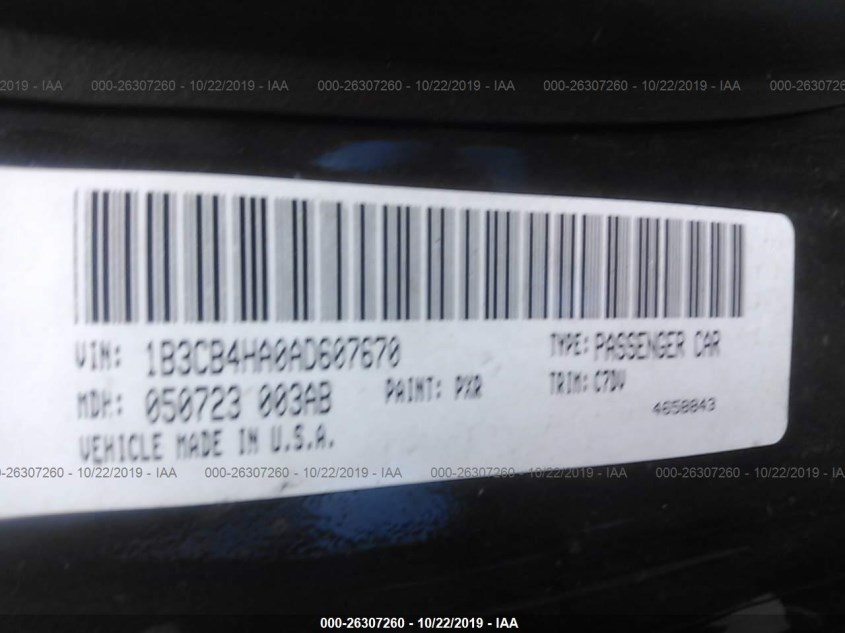 2019 - IAA 000-26307260 - 10/22/2019 - IAA 000-26307260 - 10/22/2019 - IAA 000-26307260 - 10/22/2019 - IAA 000-26307260 - 10/22/2019
VIN: 1B3CB4HA0AD607670 TYPE: PASSENGER CAR
MDH: 050723 003AB PAINT: PXR TRIM: C7DV
4658843
VEHICLE MADE IN U.S.A.
00-26307260 - 10/22/2019 - IAA 000-26307260 - 10/22/2019 - IAA 000-26307260 - 10/22/2019 - IAA 000-26307260 - 10/22/2019 - IAA
000-26307260 - 10/22/2019 - IAA